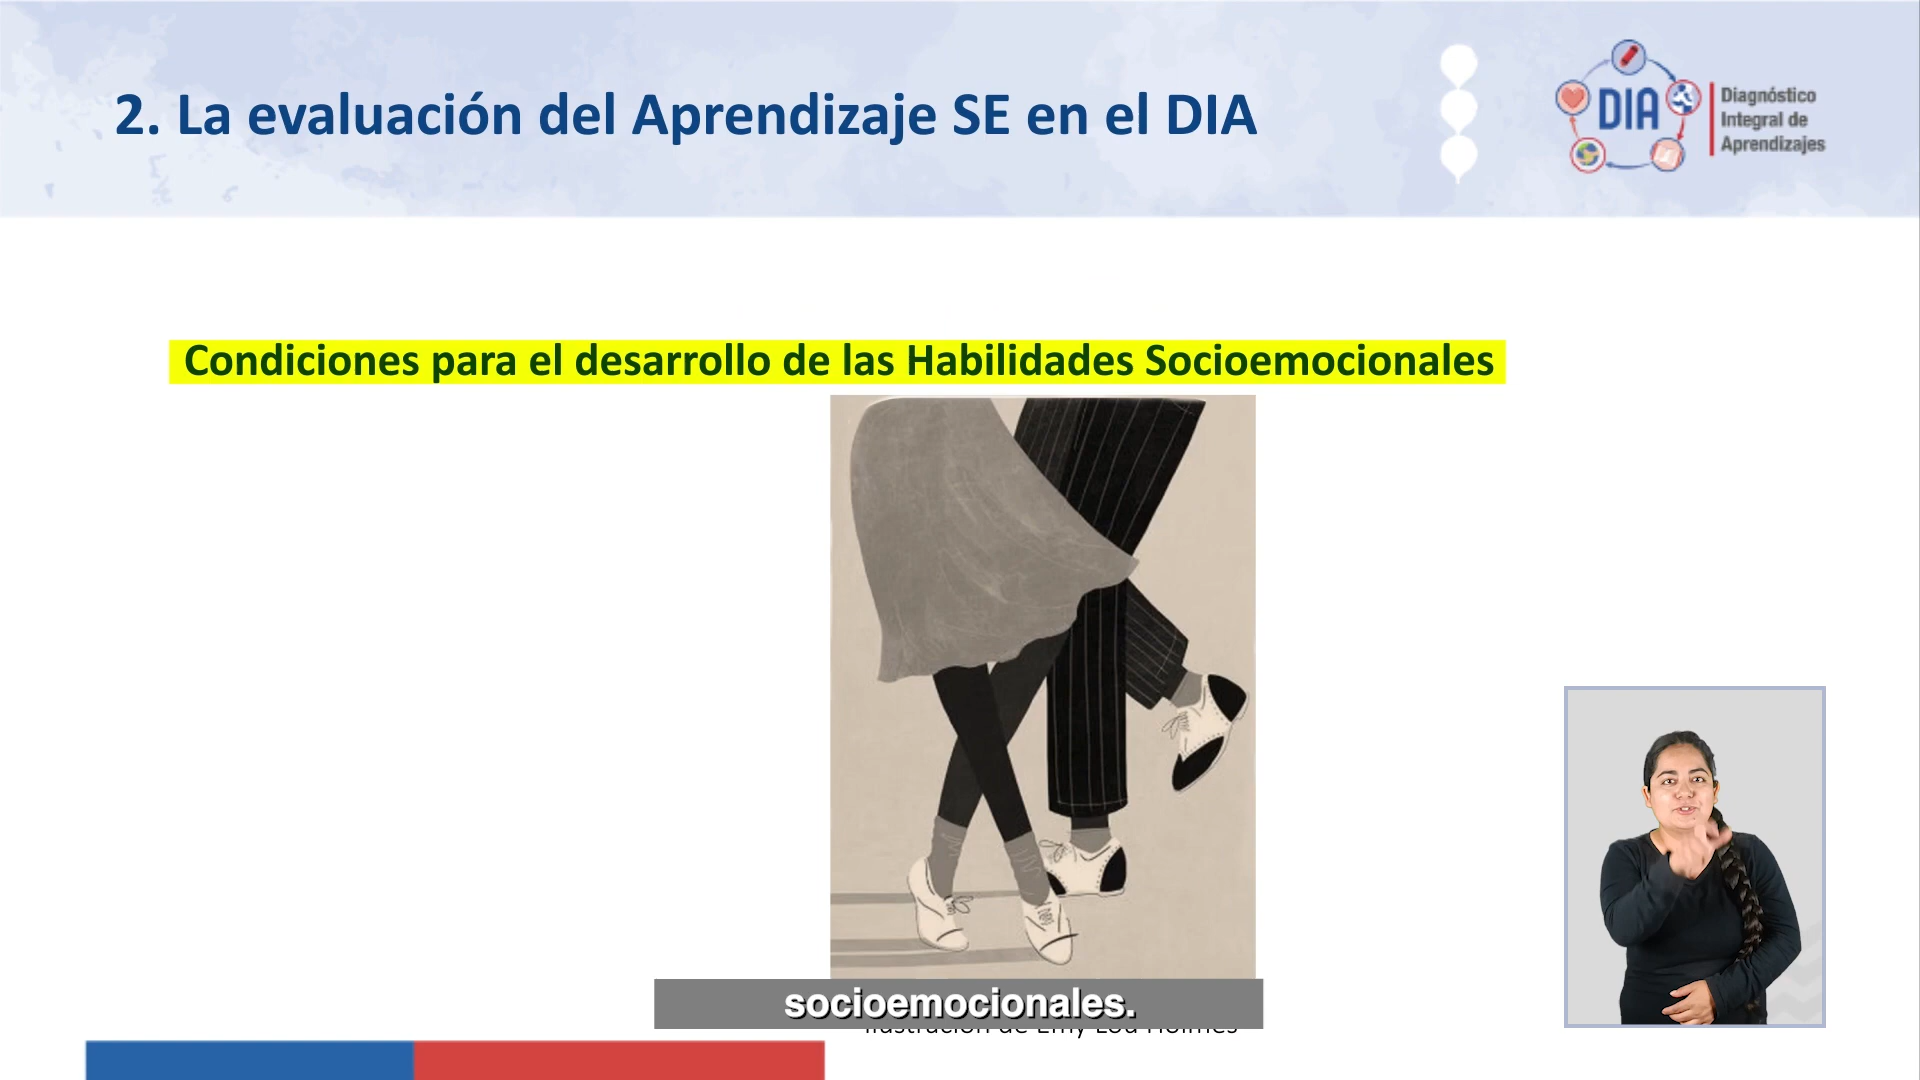 2. La evaluación del Aprendizaje SE en el DIA
DIA
Diagnóstico
Integral de
Aprendizajes
Condiciones para el desarrollo de las Habilidades Socioemocionales
socioemocionales.
Ilustración de Emy Lou Holmes